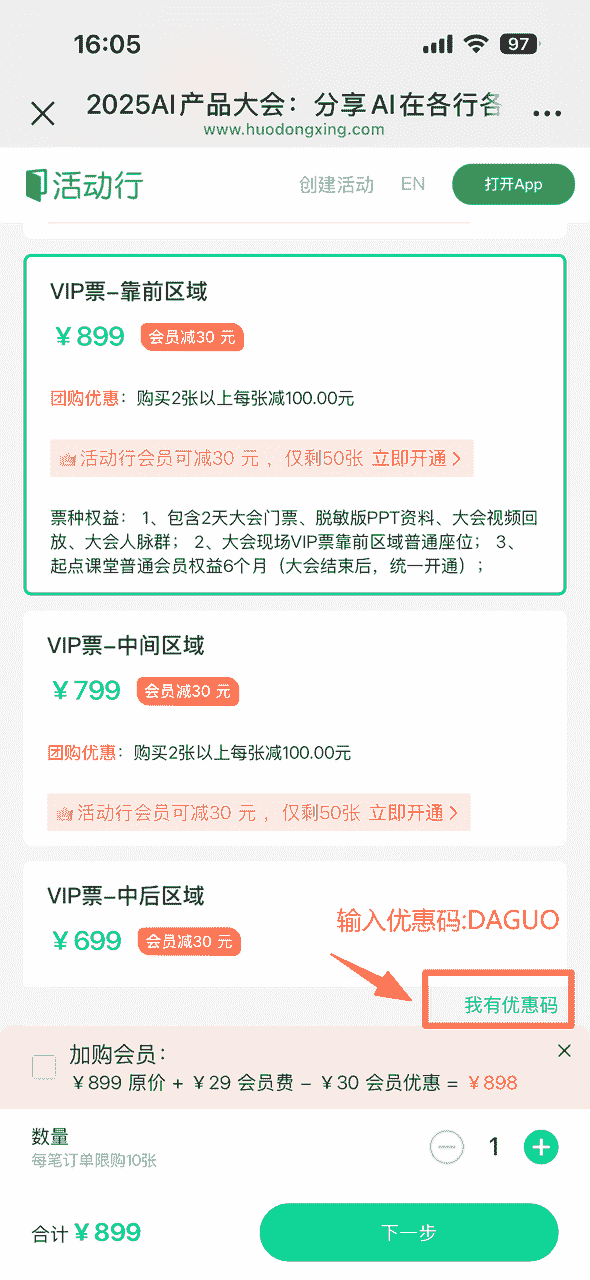 16:05
97
2025AI产品大会：分享AI在各行各
www.huodongxing.com
活动行
创建活动
EN
打开App
VIP票-靠前区域
￥899
会员减30 元
团购优惠：购买2张以上每张减100.00元
活动行会员可减30 元 ，仅剩50张 立即开通 >
票种权益： 1、包含2天大会门票、脱敏版PPT资料、大会视频回
放、大会人脉群； 2、大会现场VIP票靠前区域普通座位； 3、
起点课堂普通会员权益6个月（大会结束后，统一开通）；
VIP票-中间区域
￥799
会员减30 元
团购优惠：购买2张以上每张减100.00元
活动行会员可减30 元 ，仅剩50张 立即开通 >
VIP票-中后区域
￥699
会员减30 元
输入优惠码:DAGUO
我有优惠码
加购会员：
￥899 原价 + ￥29 会员费 - ￥30 会员优惠 = ￥898
数量
每笔订单限购10张
1
合计 ￥899
下一步